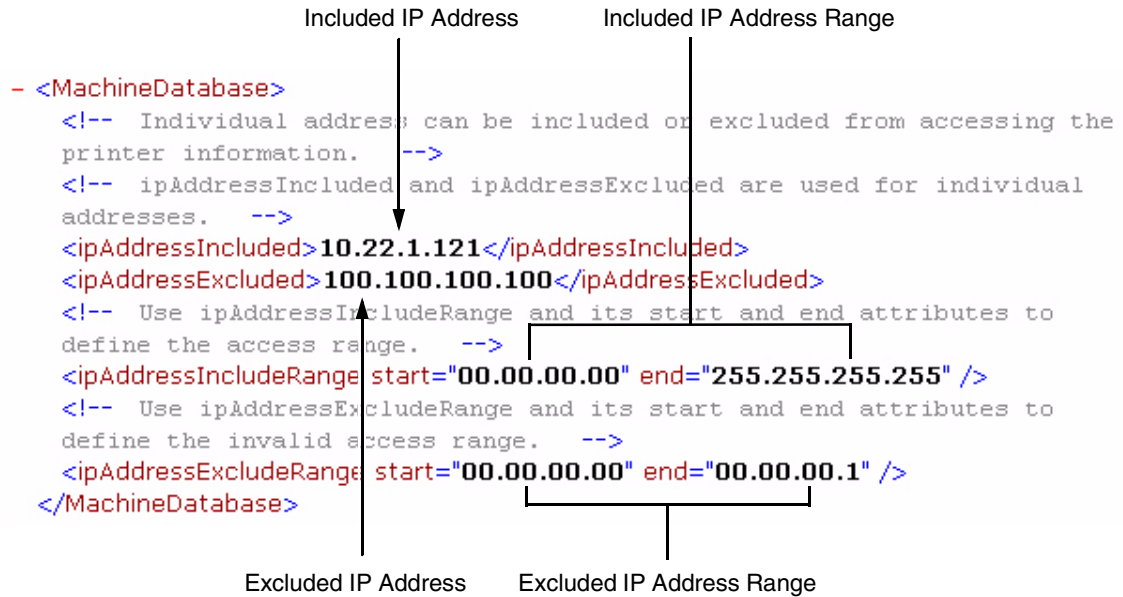 Included IP Address Included IP Address Range
- <MachineDatabase>
<!-- Individual address can be included or excluded from accessing the
printer information. -->
<!-- ipAddressIncluded and ipAddressExcluded are used for individual
addresses. -->
<ipAddressIncluded>10.22.1.121</ipAddressIncluded>
<ipAddressExcluded>100.100.100.100</ipAddressExcluded>
<!-- Use ipAddressIncludeRange and its start and end attributes to
define the access range. -->
<ipAddressIncludeRange start="00.00.00.00" end="255.255.255.255" />
<!-- Use ipAddressExcludeRange and its start and end attributes to
define the invalid access range. -->
<ipAddressExcludeRange start="00.00.00.00" end="00.00.00.1" />
</MachineDatabase>
Excluded IP Address Excluded IP Address Range